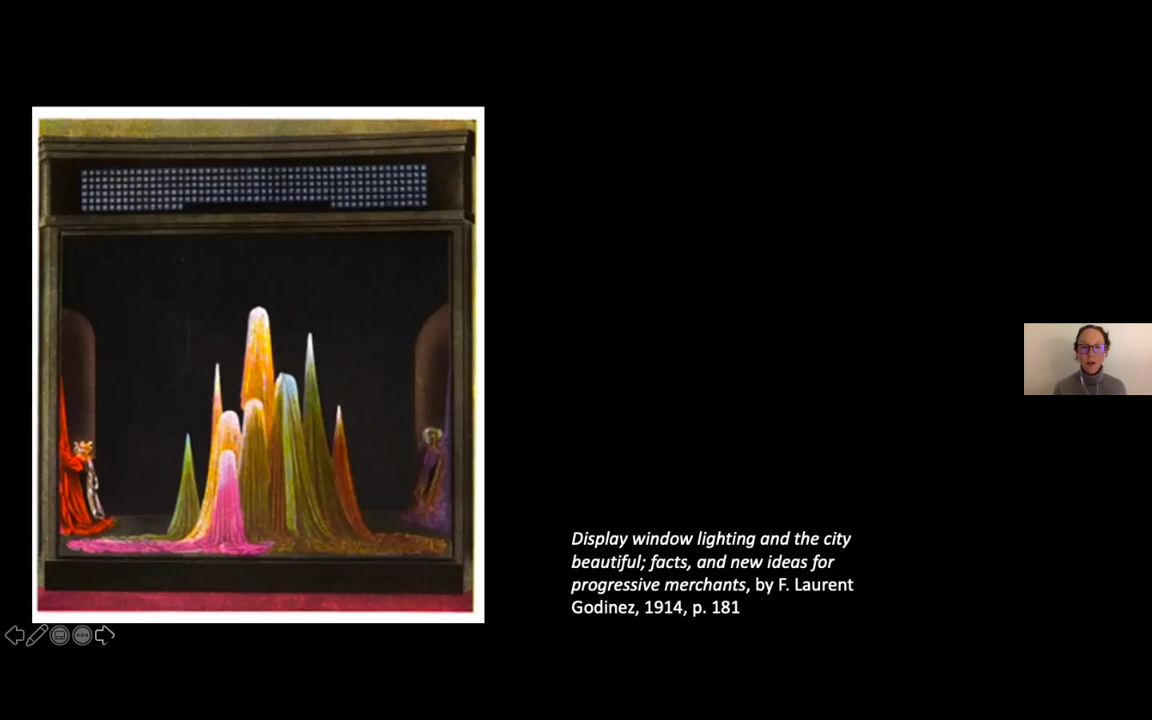 Display window lighting and the city
beautiful; facts, and new ideas for
progressive merchants, by F. Laurent
Godinez, 1914, p. 181